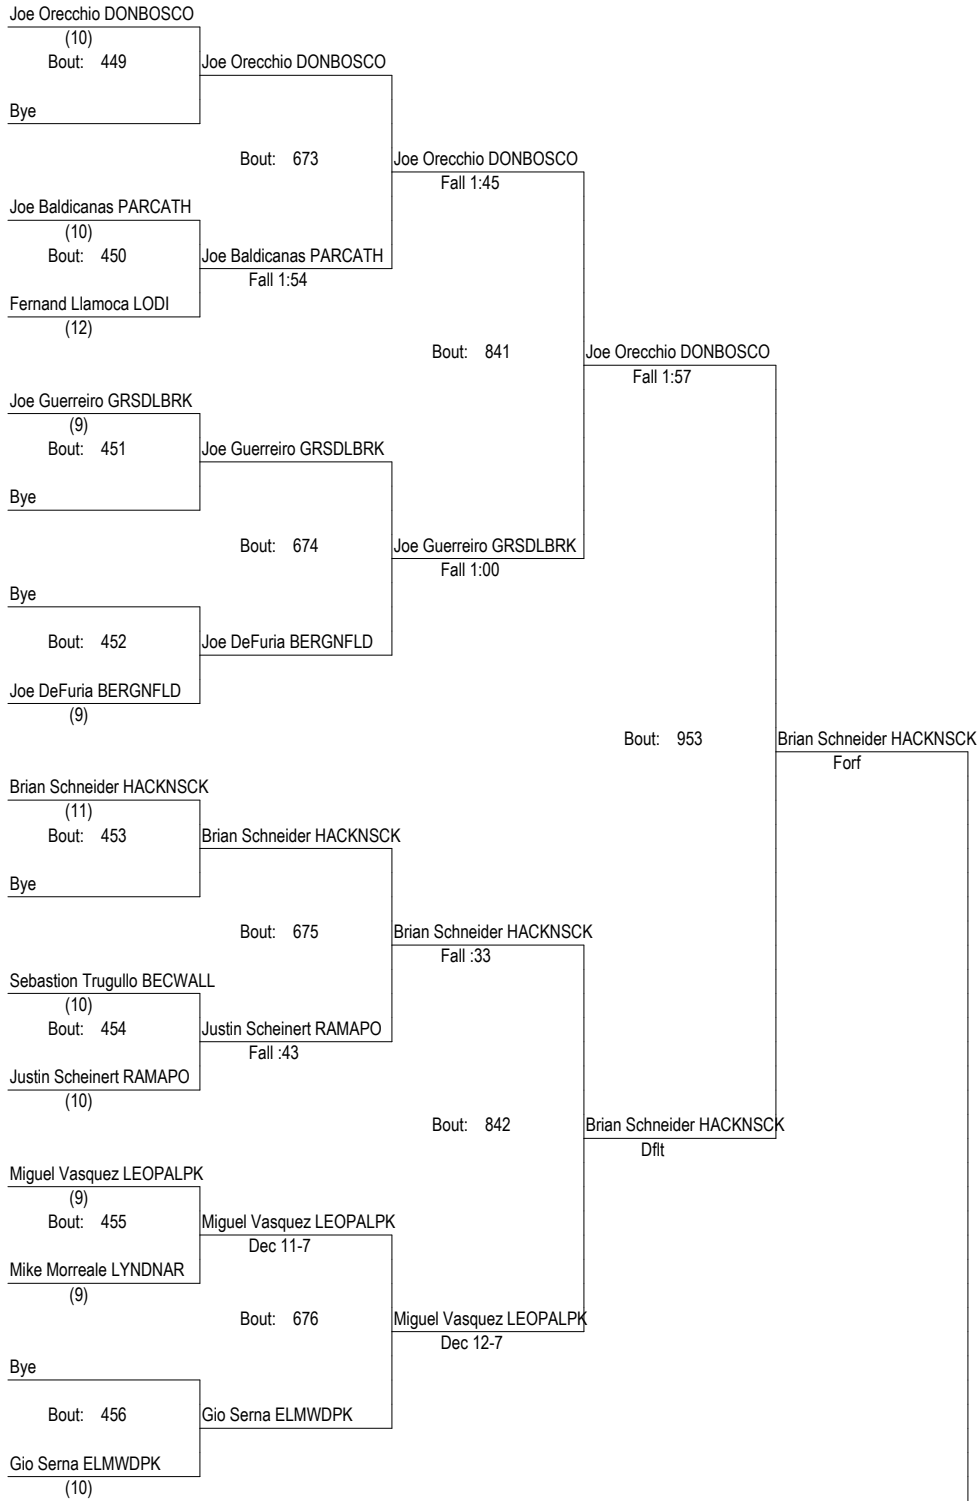 Joe Orecchio DONBOSCO
(10)
Bout: 449
Joe Orecchio DONBOSCO
Bye
Bout: 673
Joe Orecchio DONBOSCO
Fall 1:45
Joe Baldicanas PARCATH
(10)
Bout: 450
Joe Baldicanas PARCATH
Fall 1:54
Fernand Llamoca LODI
(12)
Bout: 841
Joe Orecchio DONBOSCO
Fall 1:57
Joe Guerreiro GRSDLBRK
(9)
Bout: 451
Joe Guerreiro GRSDLBRK
Bye
Bout: 674
Joe Guerreiro GRSDLBRK
Fall 1:00
Bye
Bout: 452
Joe DeFuria BERGNFLD
Joe DeFuria BERGNFLD
(9)
Bout: 953
Brian Schneider HACKNSCK
Forf
Brian Schneider HACKNSCK
(11)
Bout: 453
Brian Schneider HACKNSCK
Bye
Bout: 675
Brian Schneider HACKNSCK
Fall :33
Sebastion Trugullo BECWALL
(10)
Bout: 454
Justin Scheinert RAMAPO
Fall :43
Justin Scheinert RAMAPO
(10)
Bout: 842
Brian Schneider HACKNSCK
Dflt
Miguel Vasquez LEOPALPK
(9)
Bout: 455
Miguel Vasquez LEOPALPK
Dec 11-7
Mike Morreale LYNDNAR
(9)
Bout: 676
Miguel Vasquez LEOPALPK
Dec 12-7
Bye
Bout: 456
Gio Serna ELMWDPK
Gio Serna ELMWDPK
(10)